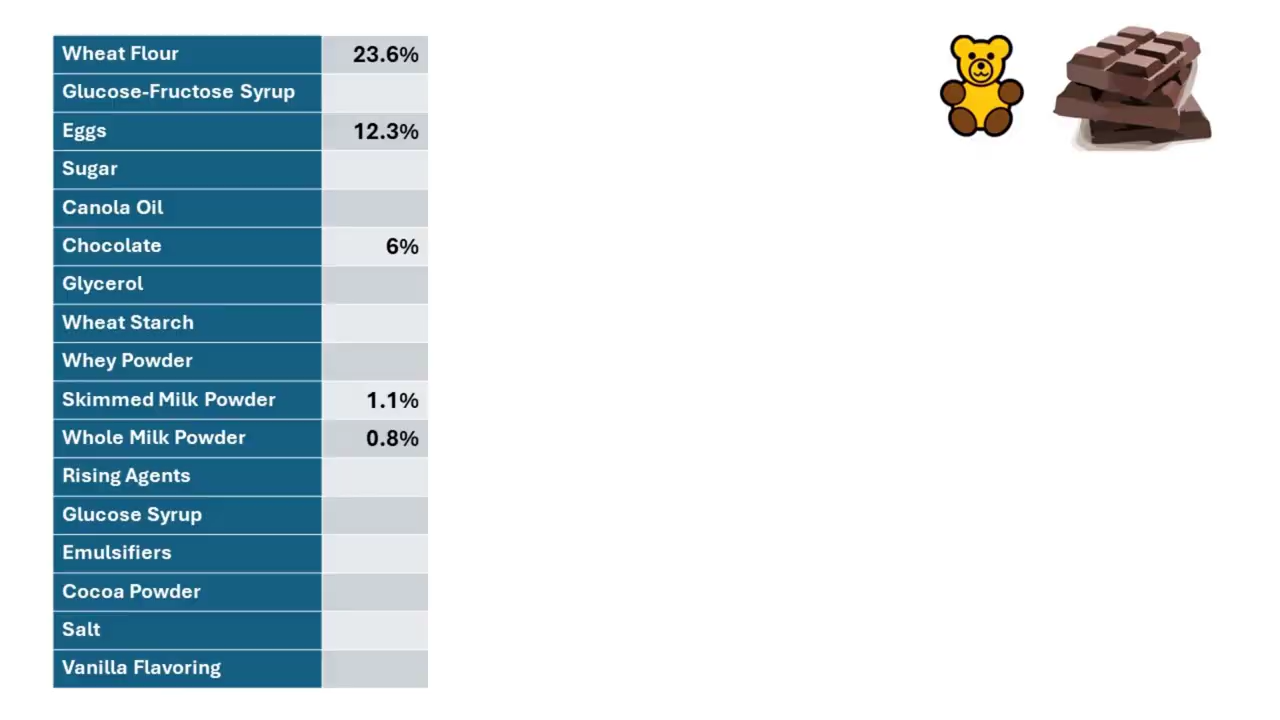 Wheat Flour 23.6%
Glucose-Fructose Syrup
Eggs 12.3%
Sugar
Canola Oil
Chocolate 6%
Glycerol
Wheat Starch
Whey Powder
Skimmed Milk Powder 1.1%
Whole Milk Powder 0.8%
Rising Agents
Glucose Syrup
Emulsifiers
Cocoa Powder
Salt
Vanilla Flavoring